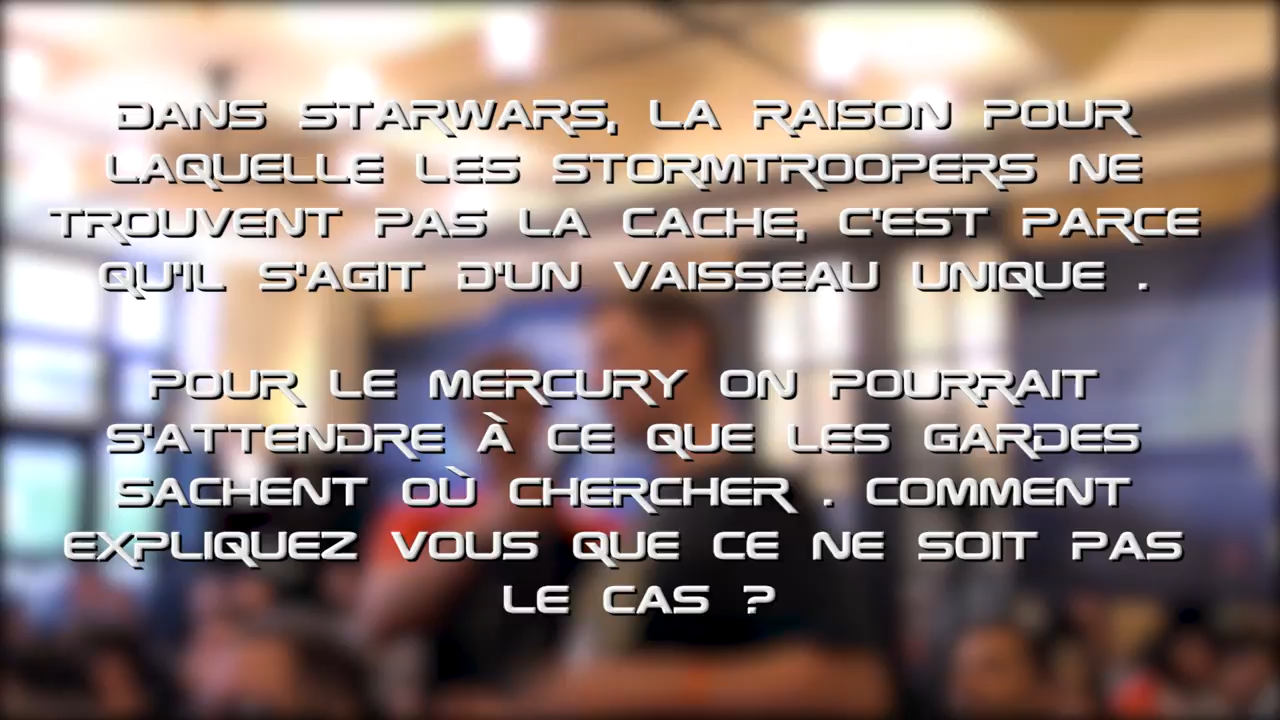 DANS STARWARS, LA RAISON POUR
LAQUELLE LES STORMTROOPERS NE
TROUVENT PAS LA CACHE, C'EST PARCE
QU'IL S'AGIT D'UN VAISSEAU UNIQUE .
POUR LE MERCURY ON POURRAIT
S'ATTENDRE À CE QUE LES GARDES
SACHENT OÙ CHERCHER . COMMENT
EXPLIQUEZ VOUS QUE CE NE SOIT PAS
LE CAS ?